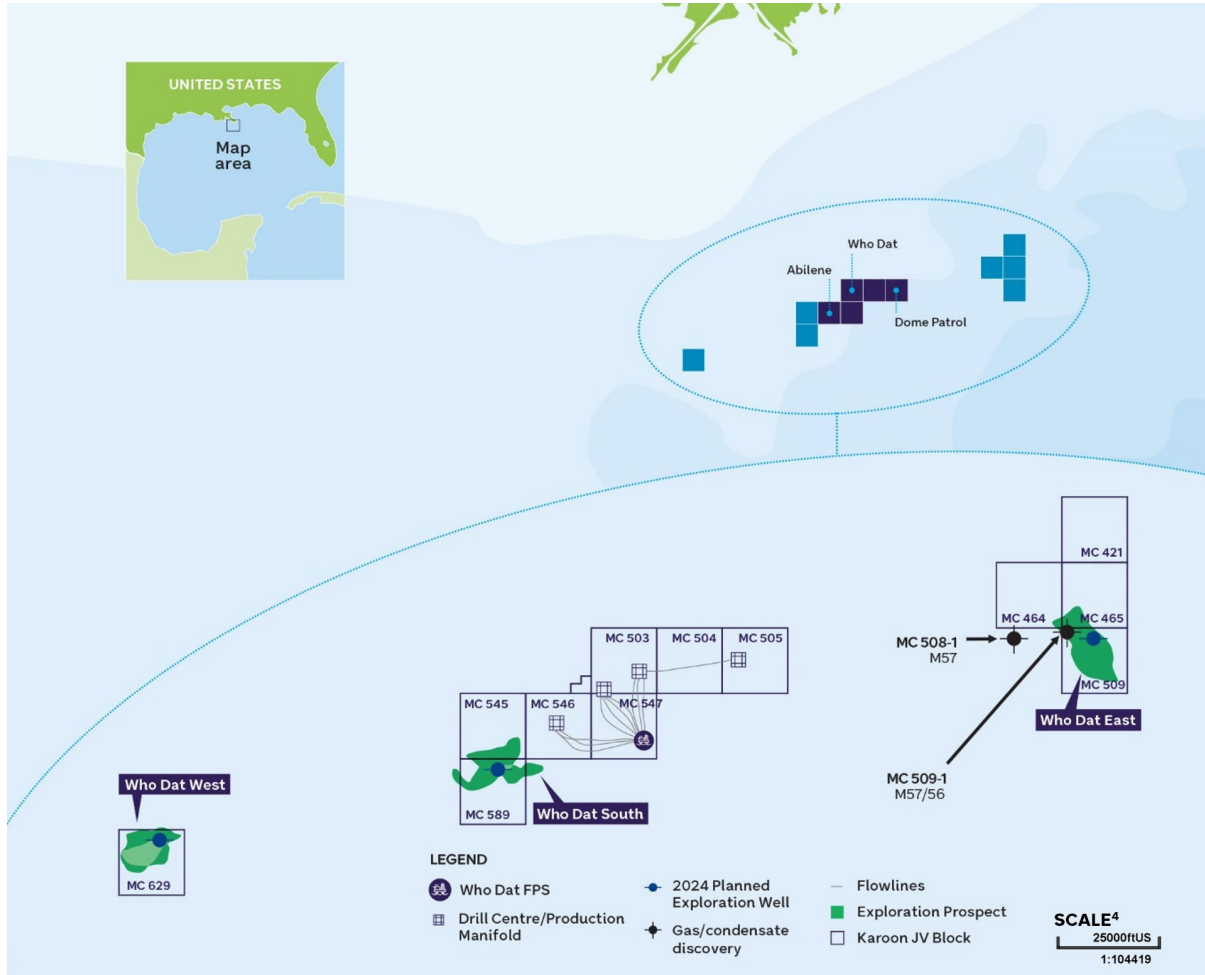 UNITED STATES
Map
area
Who Dat
Abilene
Dome Patrol
MC 421
MC 464
MC 465
MC 508-1
M57
MC 509
Who Dat East
MC 509-1
M57/56
MC 503
MC 504
MC 505
MC 545
MC 546
MC 547
MC 589
Who Dat South
Who Dat West
MC 629
LEGEND
Who Dat FPS
Drill Centre/Production
Manifold
2024 Planned
Exploration Well
Gas/condensate
discovery
Flowlines
Exploration Prospect
Karoon JV Block
SCALE⁴
25000ftUS
1:104419